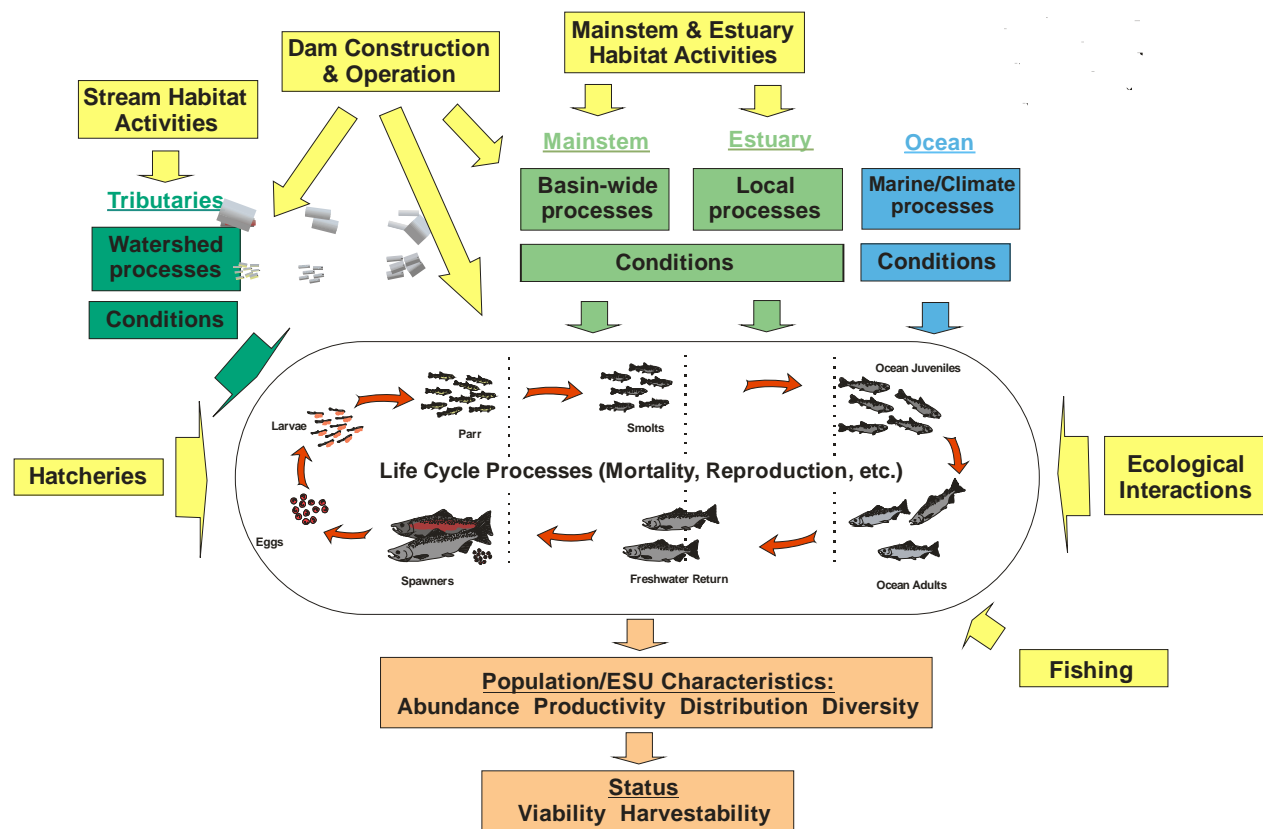 Dam Construction
& Operation
Mainstem & Estuary
Habitat Activities
Stream Habitat
Activities
Mainstem
Estuary
Ocean
Tributaries
Basin-wide
processes
Local
processes
Marine/Climate
processes
Watershed
processes
Conditions
Conditions
Conditions
Ocean Juveniles
Larvae
Parr
Smolts
Life Cycle Processes (Mortality, Reproduction, etc.)
Hatcheries
Ecological
Interactions
Eggs
Spawners
Freshwater Return
Ocean Adults
Fishing
Population/ESU Characteristics:
Abundance Productivity Distribution Diversity
Status
Viability Harvestability